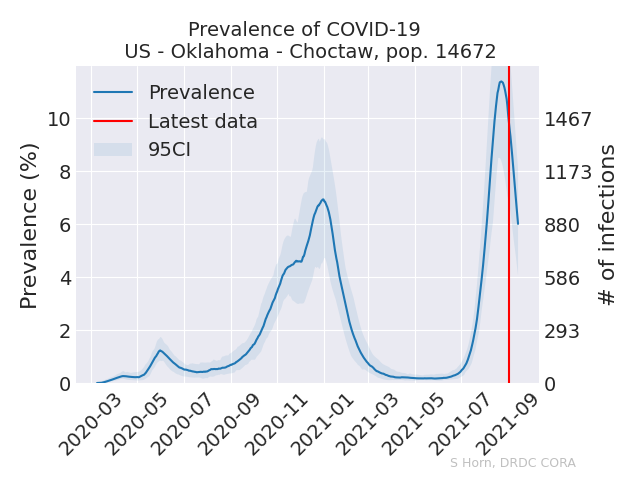 Prevalence of COVID-19
US - Oklahoma - Choctaw, pop. 14672
Prevalence
Latest data
95CI
Prevalence (%)
10
8
6
4
2
0
1467
1173
880
586
293
0
# of infections
2020-03
2020-05
2020-07
2020-09
2020-11
2021-01
2021-03
2021-05
2021-07
2021-09
S Horn, DRDC CORA